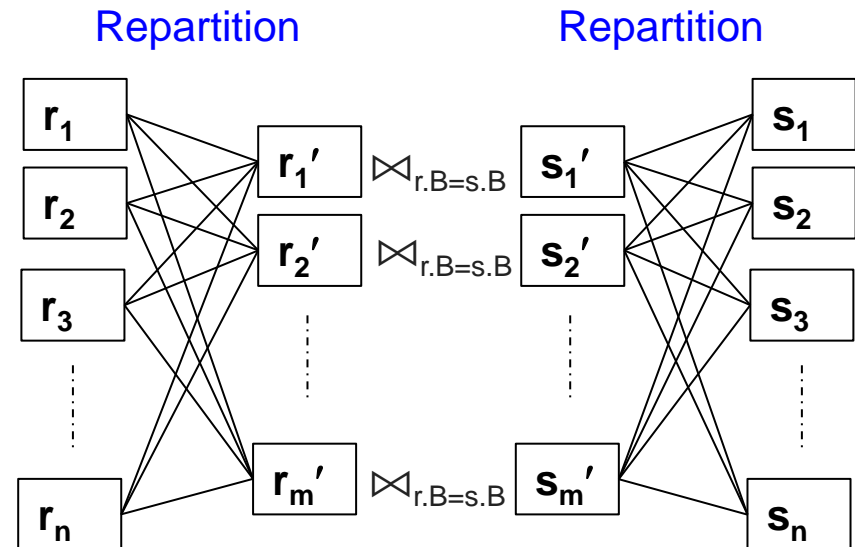 Repartition Repartition
r₁ s₁
r₁′ ⋈ r.B=s.B s₁′
r₂ s₂
r₂′ ⋈ r.B=s.B s₂′
r₃ s₃
rₘ′ ⋈ r.B=s.B sₘ′
rₙ sₙ